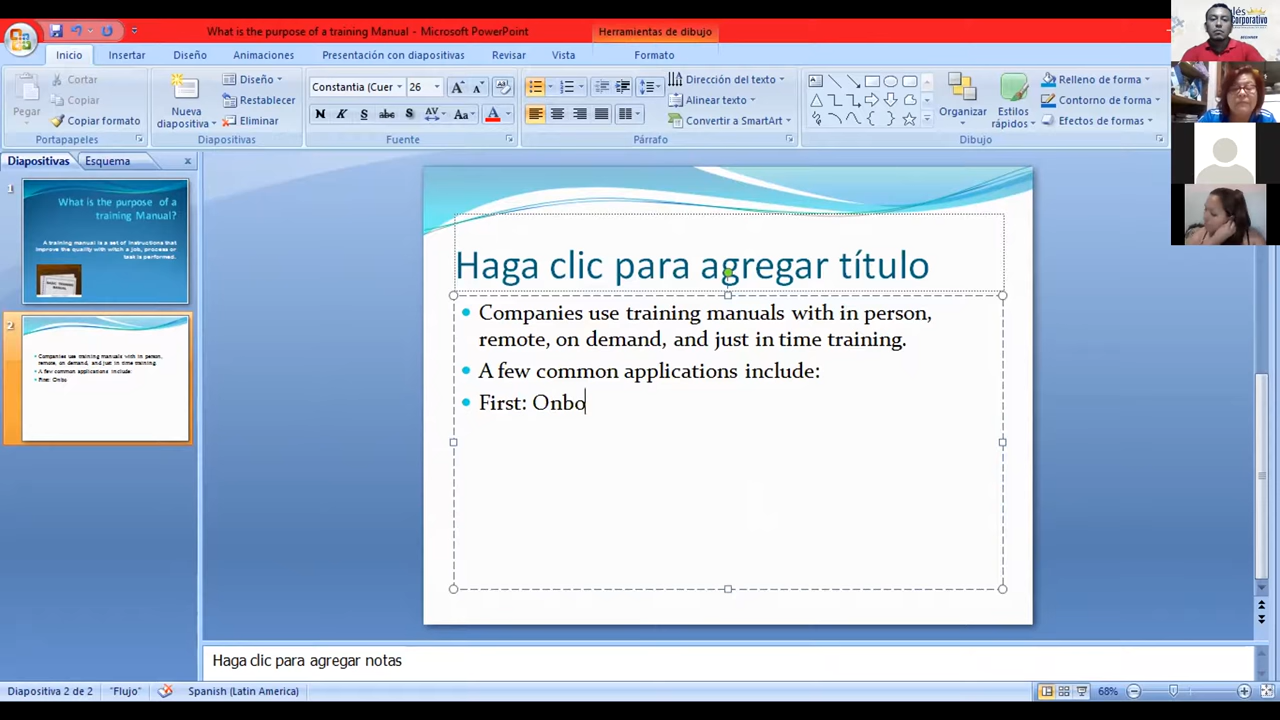 What is the purpose of a training Manual - Microsoft PowerPoint
Herramientas de dibujo
Inicio
Insertar
Diseño
Animaciones
Presentación con diapositivas
Revisar
Vista
Formato
Pegar
Cortar
Copiar
Copiar formato
Portapapeles
Nueva
diapositiva
Diseño
Restablecer
Eliminar
Diapositivas
Constantia (Cuer
26
N K S abc S AV Aa A
Fuente
Dirección del texto
Alinear texto
Convertir a SmartArt
Párrafo
Organizar
Estilos
rápidos
Relleno de forma
Contorno de forma
Efectos de forma
Dibujo
Diapositivas
Esquema
1
What is the purpose of a
training Manual?
A training manual is a set of instructions that
improve the quality with witch a job, process or
task is performed.
2
Companies use training manuals with in person,
remote, on demand, and just in time training.
A few common applications include:
First: Onbo
Haga clic para agregar título
Companies use training manuals with in person,
remote, on demand, and just in time training.
A few common applications include:
First: Onbo
Haga clic para agregar notas
Diapositiva 2 de 2
"Flujo"
Spanish (Latin America)
68%